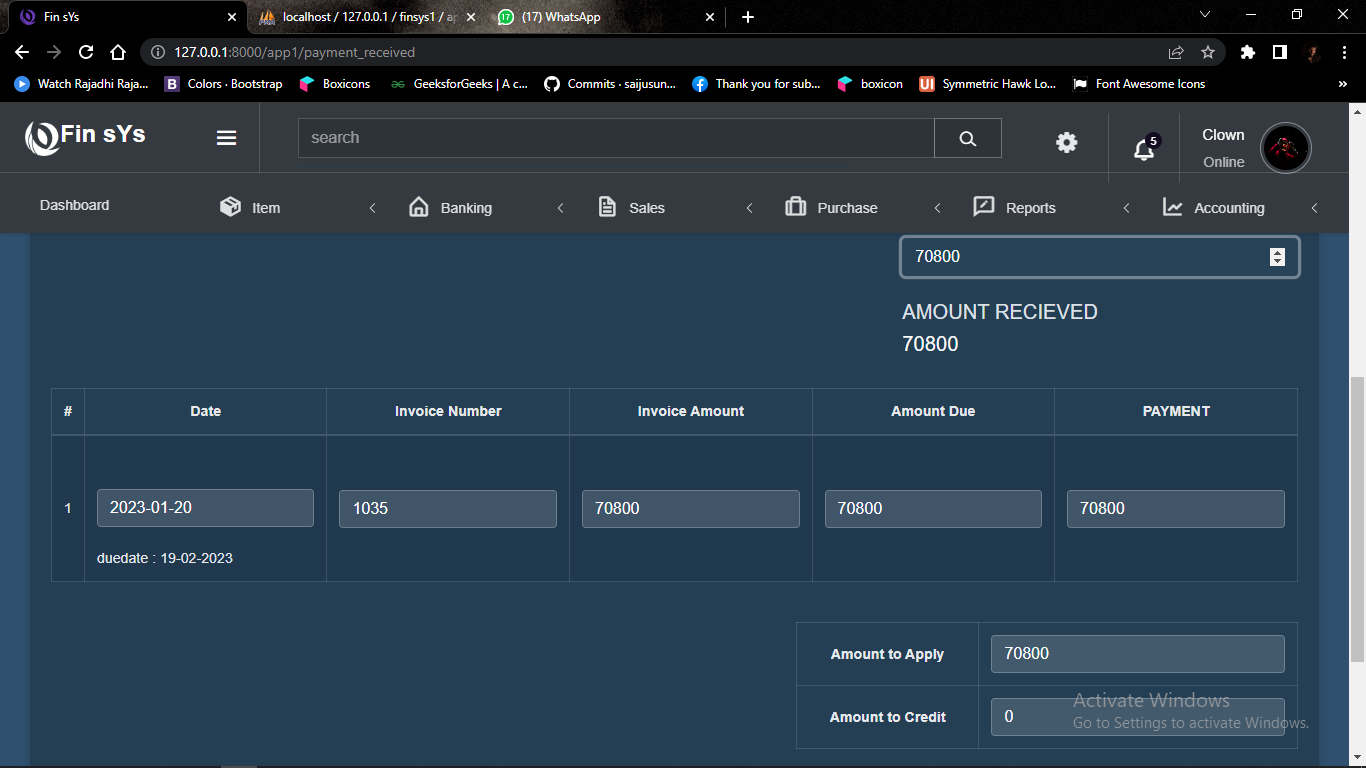 Fin sYs
localhost / 127.0.0.1 / finsys1 / ap
17 (17) WhatsApp
127.0.0.1:8000/app1/payment_received
Watch Rajadhi Raja... B Colors · Bootstrap Boxicons GeeksforGeeks | A c... Commits · saijusun... Thank you for sub... boxicon UI Symmetric Hawk Lo... Font Awesome Icons »
Fin sYs
search
5
Clown
Online
Dashboard Item Banking Sales Purchase Reports Accounting
70800
AMOUNT RECIEVED
70800
# Date Invoice Number Invoice Amount Amount Due PAYMENT
1 2023-01-20 1035 70800 70800 70800
duedate : 19-02-2023
Amount to Apply 70800
Amount to Credit 0
Activate Windows
Go to Settings to activate Windows.